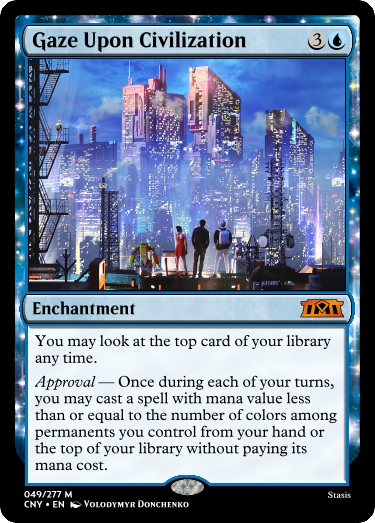 Gaze Upon Civilization 3
Enchantment
You may look at the top card of your library
any time.
Approval — Once during each of your turns,
you may cast a spell with mana value less
than or equal to the number of colors among
permanents you control from your hand or
the top of your library without paying its
mana cost.
049/277 M
Stasis
CNY • EN Volodymyr Donchenko